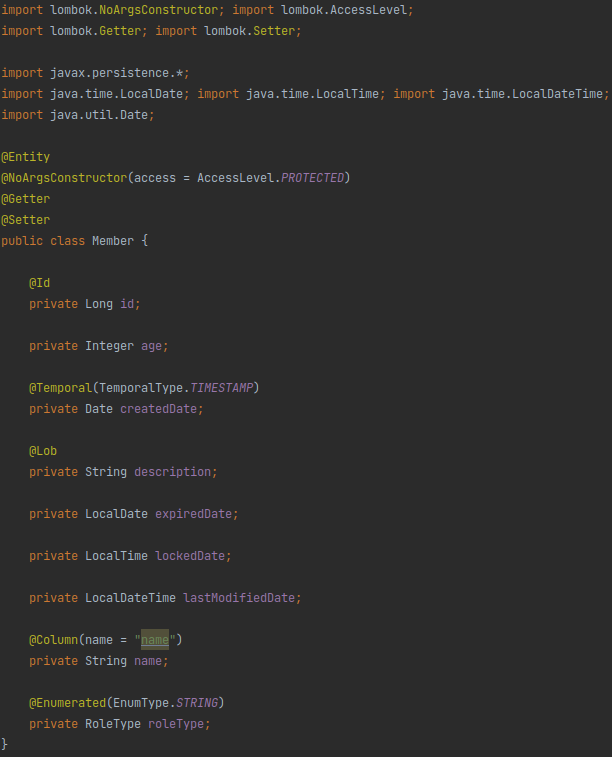 import lombok.NoArgsConstructor; import lombok.AccessLevel;
import lombok.Getter; import lombok.Setter;
import javax.persistence.*;
import java.time.LocalDate; import java.time.LocalTime; import java.time.LocalDateTime;
import java.util.Date;
@Entity
@NoArgsConstructor(access = AccessLevel.PROTECTED)
@Getter
@Setter
public class Member {
@Id
private Long id;
private Integer age;
@Temporal(TemporalType.TIMESTAMP)
private Date createdDate;
@Lob
private String description;
private LocalDate expiredDate;
private LocalTime lockedDate;
private LocalDateTime lastModifiedDate;
@Column(name = "name")
private String name;
@Enumerated(EnumType.STRING)
private RoleType roleType;
}